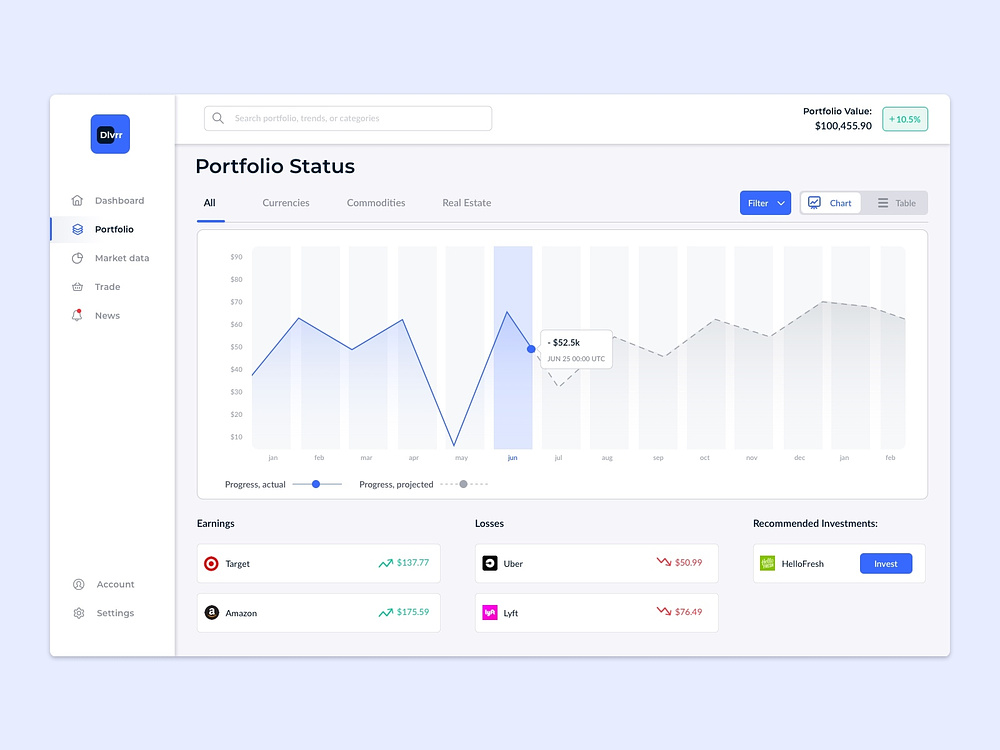 Dlvrr
Search portfolio, trends, or categories
Portfolio Value:
$100,455.90
+10.5%
Dashboard
Portfolio
Market data
Trade
News
Account
Settings
Portfolio Status
All
Currencies
Commodities
Real Estate
Filter
Chart
Table
$90
$80
$70
$60
$50
$40
$30
$20
$10
- $52.5k
JUN 25 00:00 UTC
jan feb mar apr may jun jul aug sep oct nov dec jan feb
Progress, actual
Progress, projected
Earnings
Target
$137,77
a
Amazon
$175.59
Losses
Uber
$50.99
lyft
Lyft
$76.49
Recommended Investments:
HelloFresh
Invest